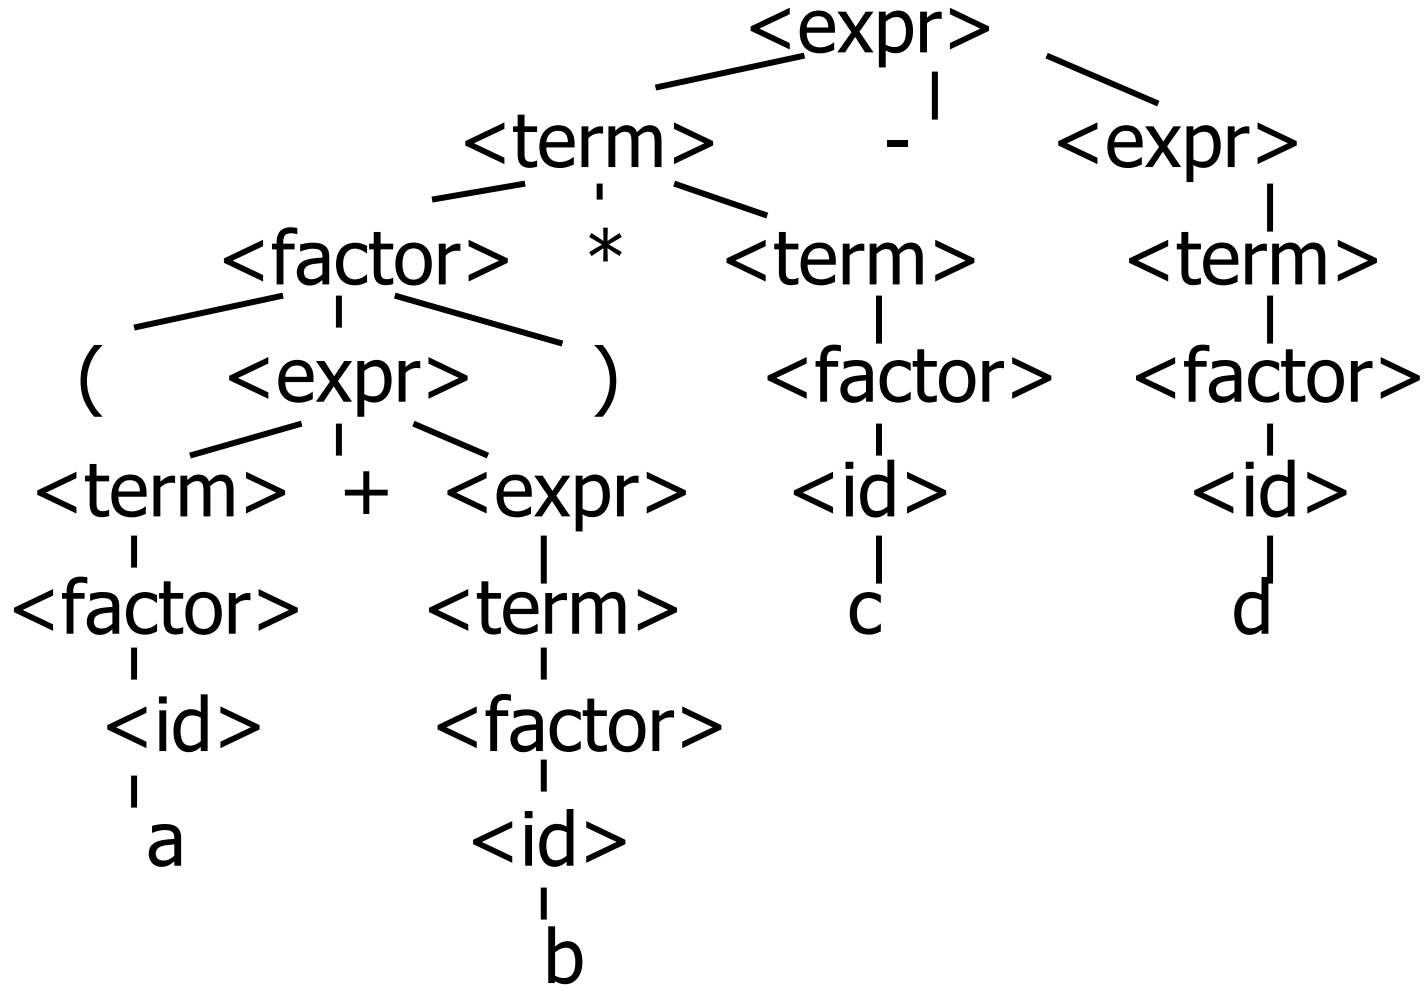 <expr>
<term> - <expr>
<factor> * <term> <term>
( <expr> ) <factor> <factor>
<term> + <expr> <id> <id>
<factor> <term> c d
<id> <factor>
a <id>
b